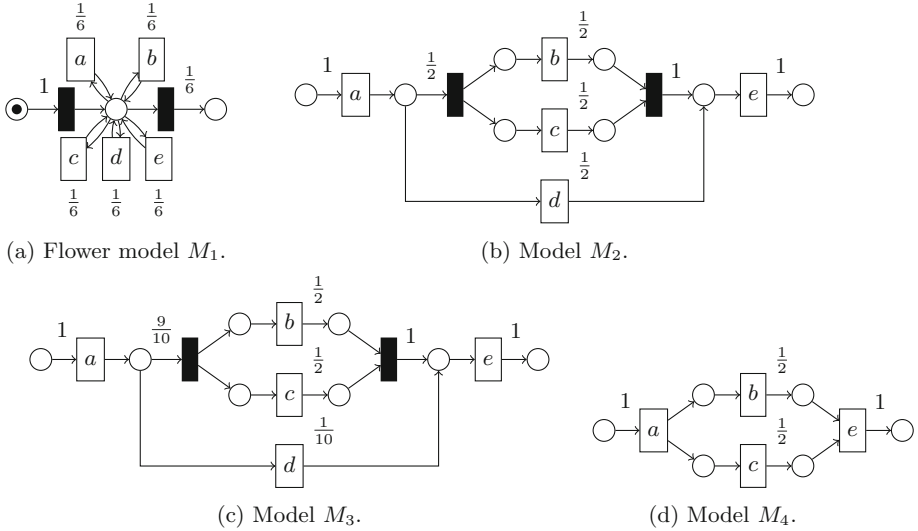 1/6 1/6
a b
1 1/6
c d e
1/6 1/6 1/6
(a) Flower model M₁.
1 a 1/2 1/2 b 1 e 1
1/2 c
1/2 d
(b) Model M₂.
1 a 9/10 1/2 b 1 e 1
1/2 c
1/10 d
(c) Model M₃.
1 a 1/2 b 1 e
1/2 c
(d) Model M₄.